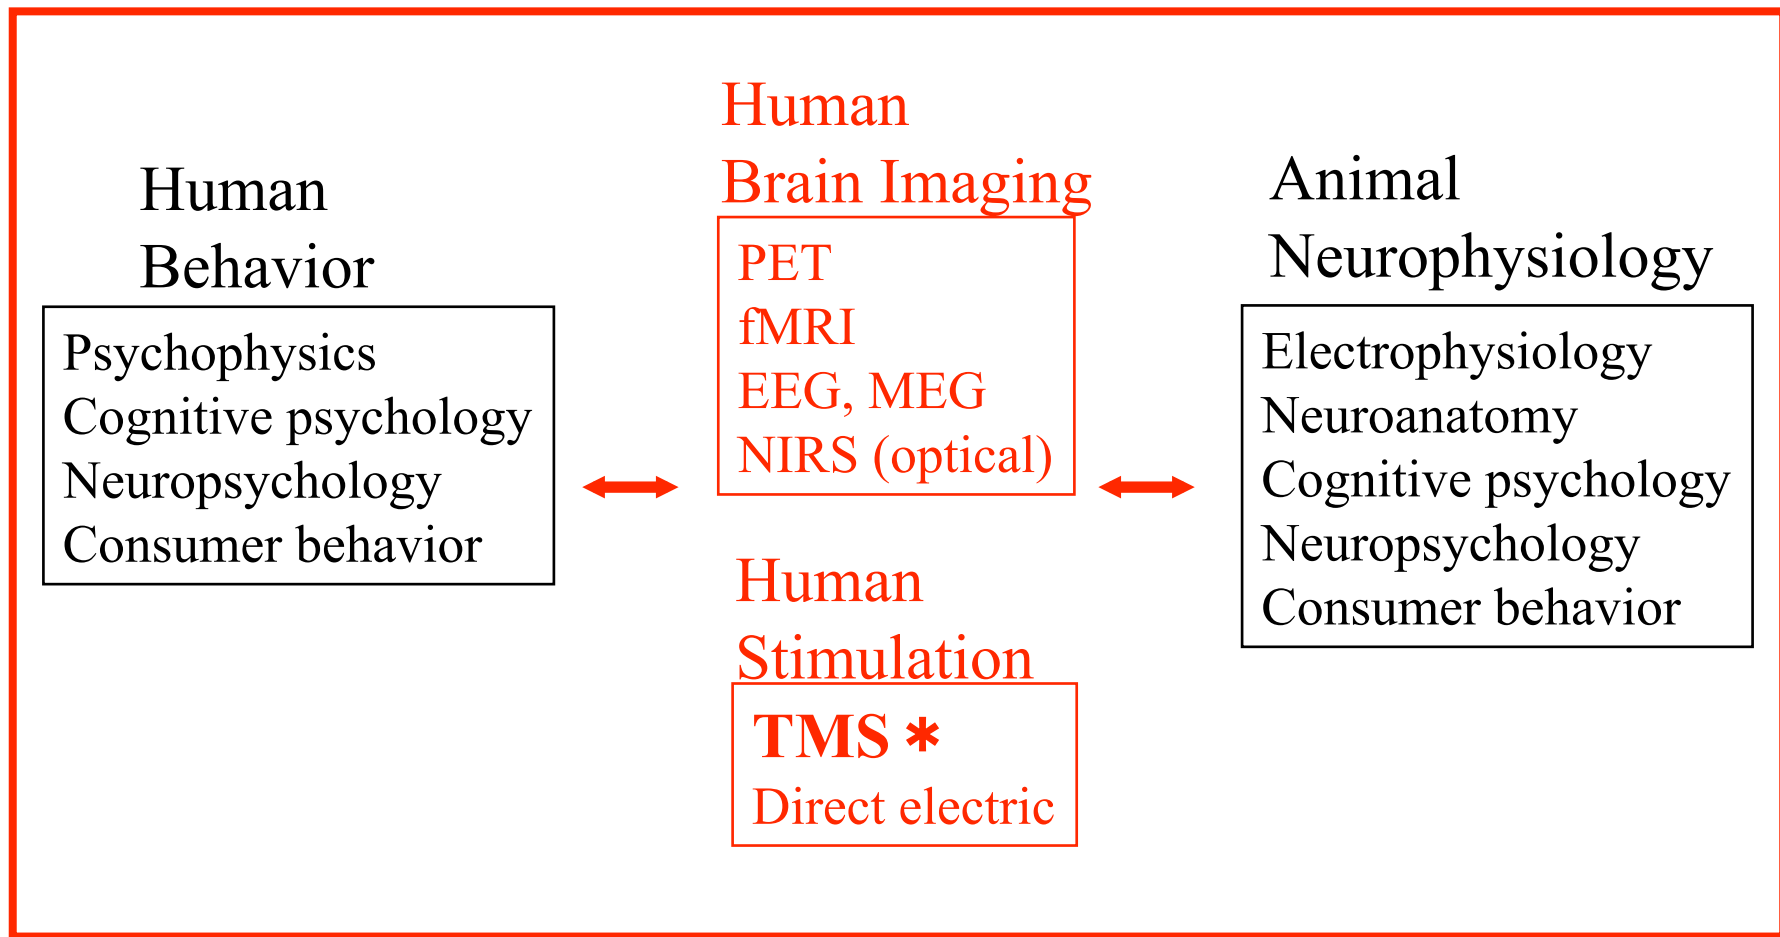 Human
Behavior
Psychophysics
Cognitive psychology
Neuropsychology
Consumer behavior
Human
Brain Imaging
PET
fMRI
EEG, MEG
NIRS (optical)
Human
Stimulation
TMS *
Direct electric
Animal
Neurophysiology
Electrophysiology
Neuroanatomy
Cognitive psychology
Neuropsychology
Consumer behavior